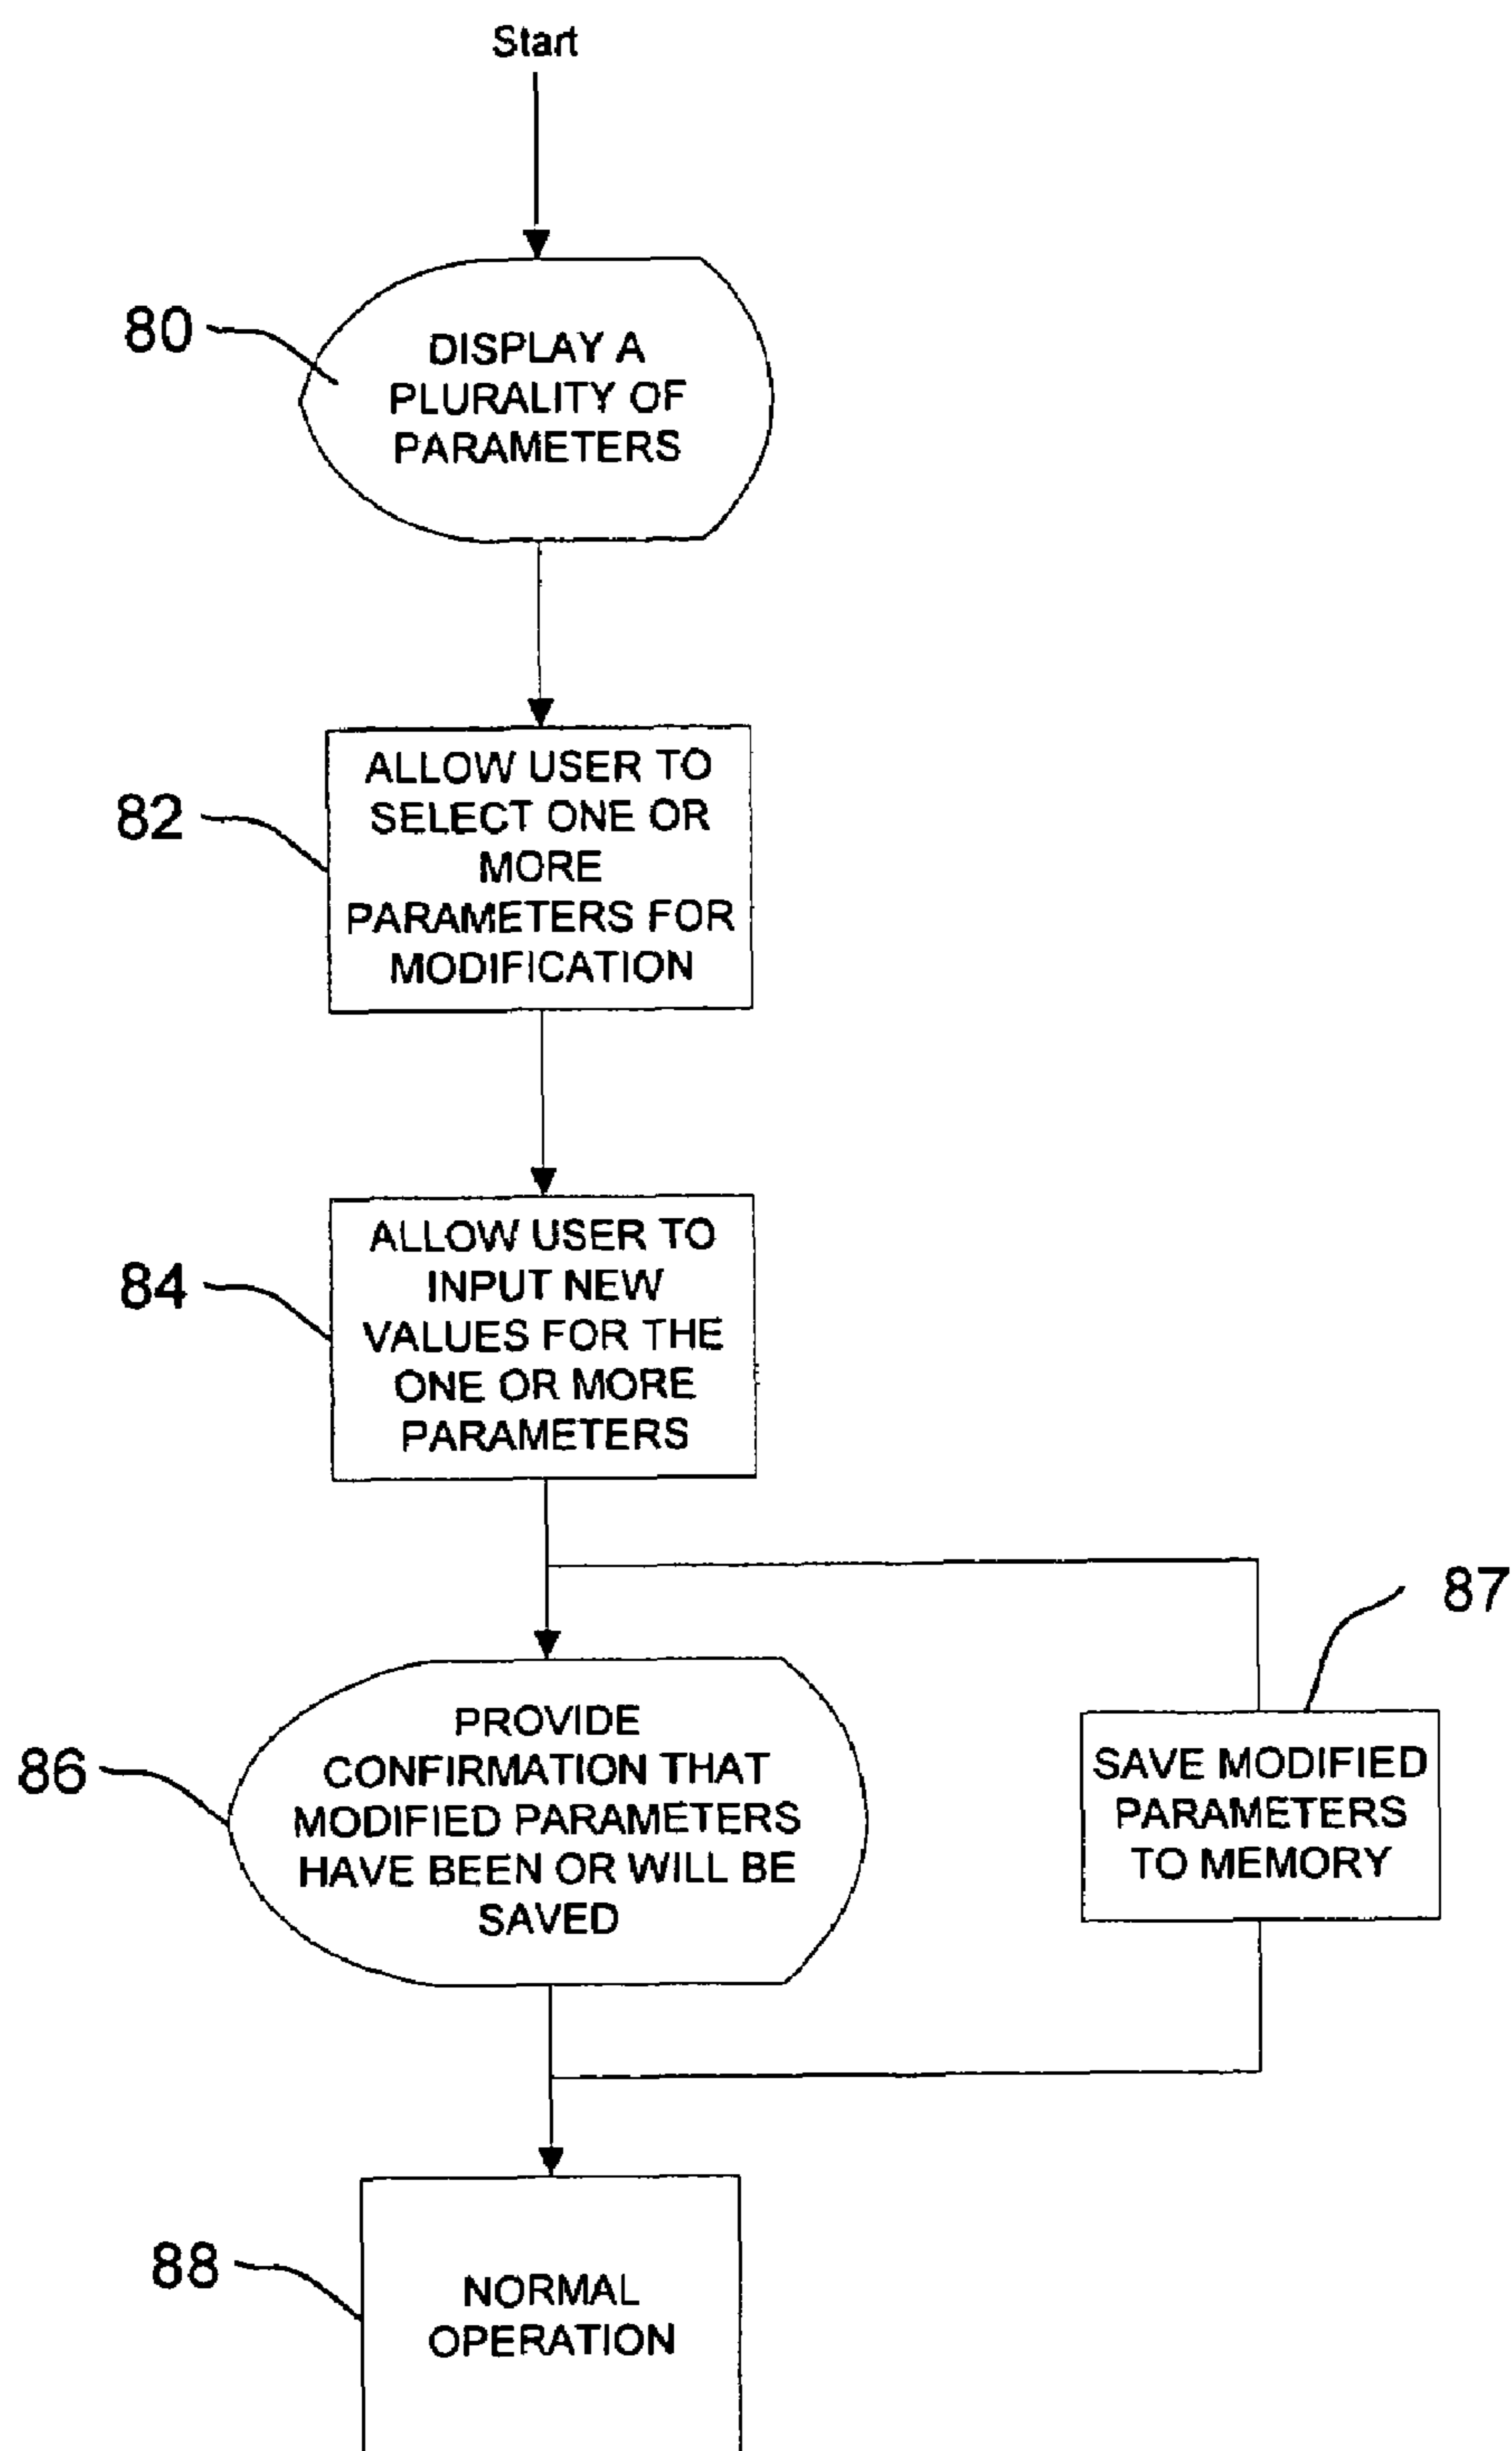 Start
80
DISPLAY A
PLURALITY OF
PARAMETERS
82
ALLOW USER TO
SELECT ONE OR
MORE
PARAMETERS FOR
MODIFICATION
84
ALLOW USER TO
INPUT NEW
VALUES FOR THE
ONE OR MORE
PARAMETERS
86
PROVIDE
CONFIRMATION THAT
MODIFIED PARAMETERS
HAVE BEEN OR WILL BE
SAVED
87
SAVE MODIFIED
PARAMETERS
TO MEMORY
88
NORMAL
OPERATION